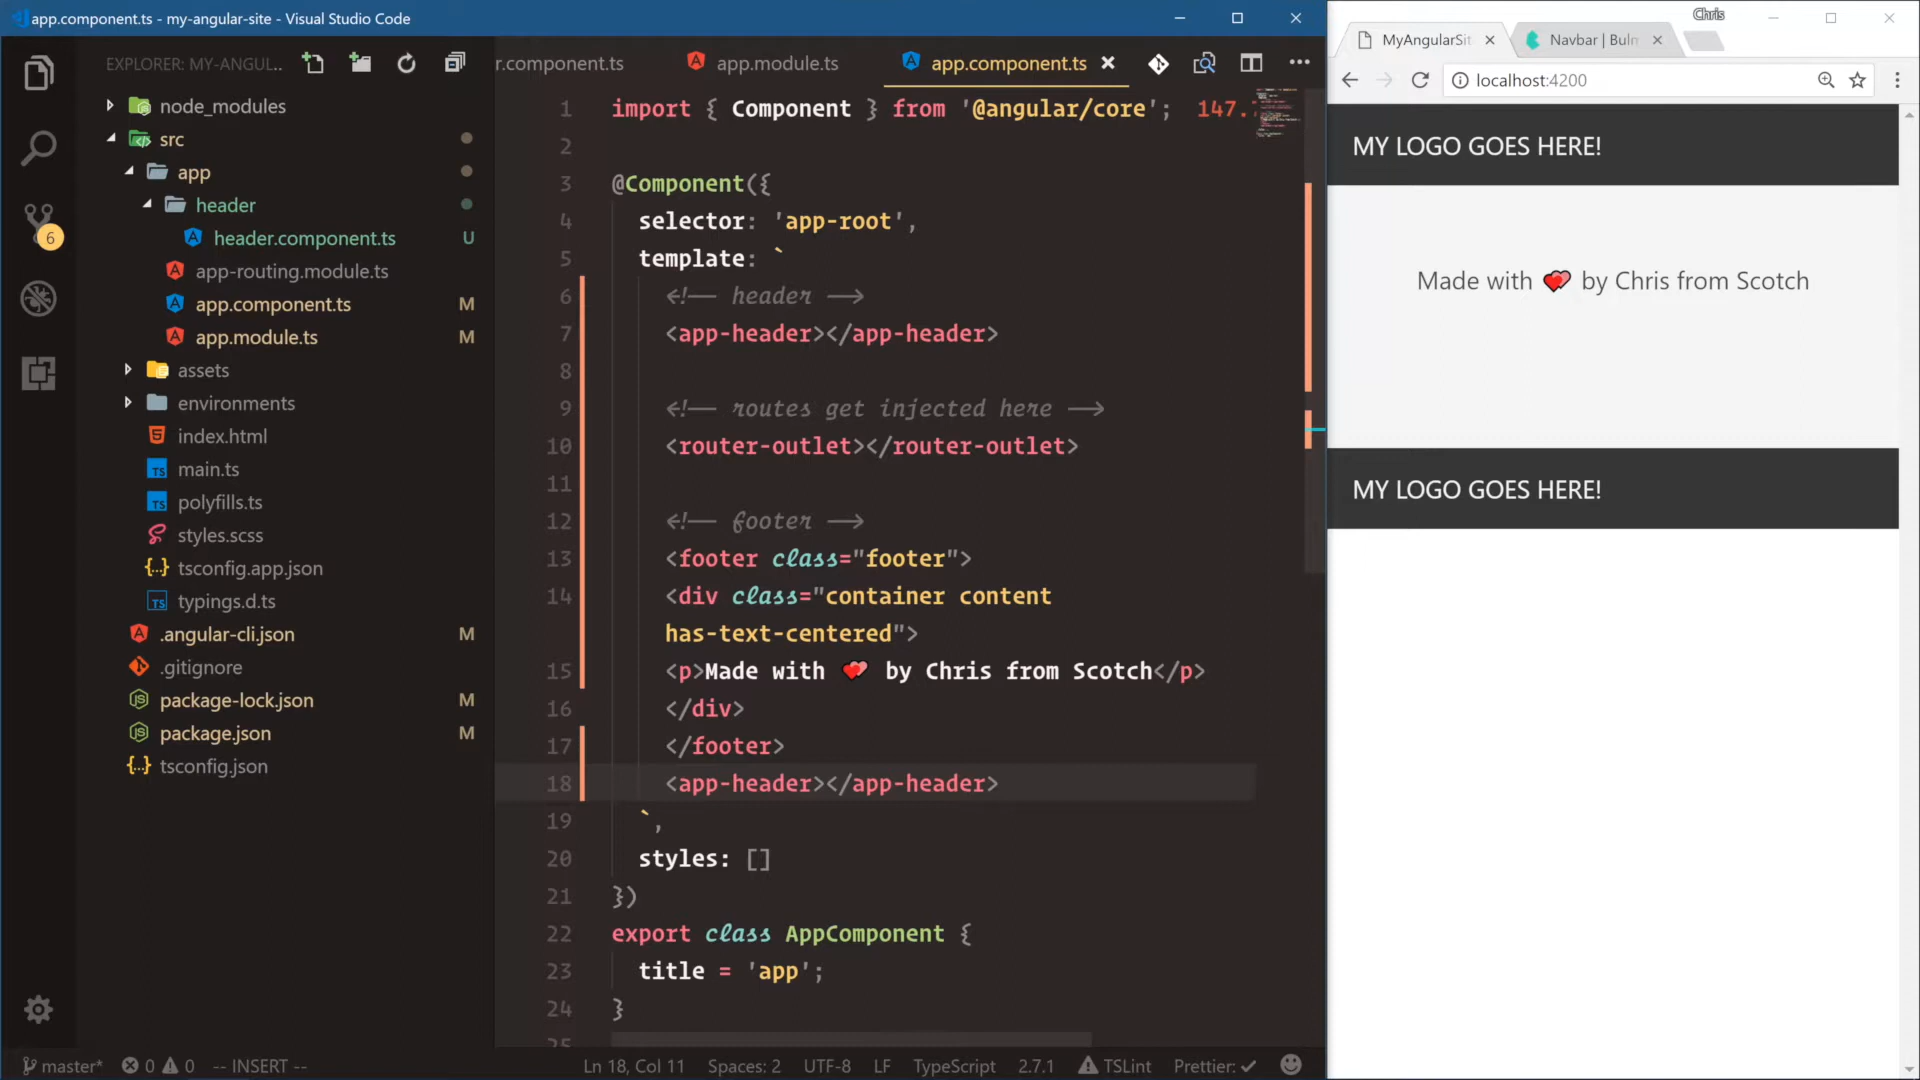 app.component.ts - my-angular-site - Visual Studio Code
EXPLORER: MY-ANGUL...
node_modules
src
app
header
header.component.ts U
app-routing.module.ts
app.component.ts M
app.module.ts M
assets
environments
index.html
main.ts
polyfills.ts
styles.scss
tsconfig.app.json
typings.d.ts
.angular-cli.json M
.gitignore
package-lock.json M
package.json M
tsconfig.json
6
r.component.ts app.module.ts app.component.ts
1 import { Component } from '@angular/core'; 147.
2
3 @Component({
4 selector: 'app-root',
5 template: `
6 <!-- header -->
7 <app-header></app-header>
8
9 <!-- routes get injected here -->
10 <router-outlet></router-outlet>
11
12 <!-- footer -->
13 <footer class="footer">
14 <div class="container content
has-text-centered">
15 <p>Made with 💕 by Chris from Scotch</p>
16 </div>
17 </footer>
18 <app-header></app-header>
19 `,
20 styles: []
21 })
22 export class AppComponent {
23 title = 'app';
24 }
25
master* 0 0 -- INSERT -- Ln 18, Col 11 Spaces: 2 UTF-8 LF TypeScript 2.7.1 TSLint Prettier: ✓
Chris
MyAngularSit Navbar | Bulm
localhost:4200
MY LOGO GOES HERE!
Made with 💕 by Chris from Scotch
MY LOGO GOES HERE!